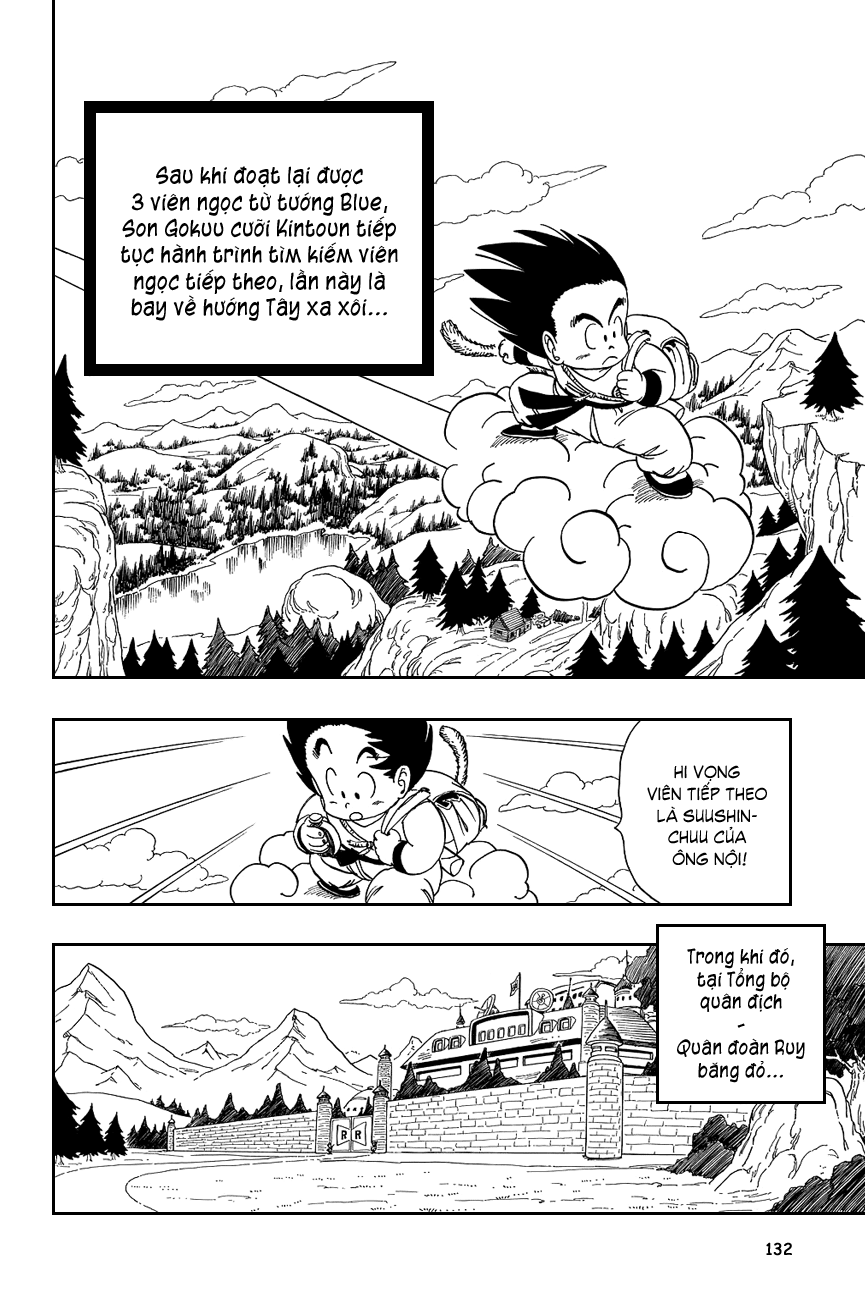 Sau khi đoạt lại được
3 viên ngọc từ tướng Blue,
Son Gokuu cưỡi Kintoun tiếp
tục hành trình tìm kiếm viên
ngọc tiếp theo, lần này là
bay về hướng Tây xa xôi...
HI VỌNG
VIÊN TIẾP THEO
LÀ SUUSHIN-
CHUU CỦA
ÔNG NỘI!
Trong khi đó,
tại Tổng bộ
quân địch
-
Quân đoàn Ruy
băng đỏ...
R R
132